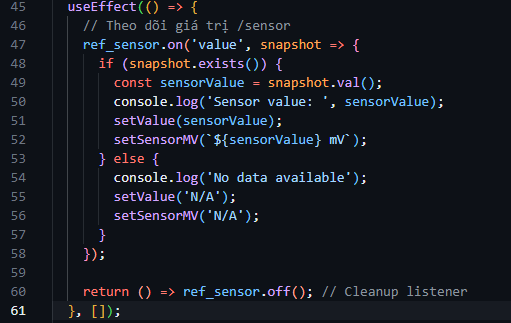 45 useEffect(() => {
46 // Theo dõi giá trị /sensor
47 ref_sensor.on('value', snapshot => {
48 if (snapshot.exists()) {
49 const sensorValue = snapshot.val();
50 console.log('Sensor value: ', sensorValue);
51 setValue(sensorValue);
52 setSensorMV(`${sensorValue} mV`);
53 } else {
54 console.log('No data available');
55 setValue('N/A');
56 setSensorMV('N/A');
57 }
58 });
59
60 return () => ref_sensor.off(); // Cleanup listener
61 }, []);